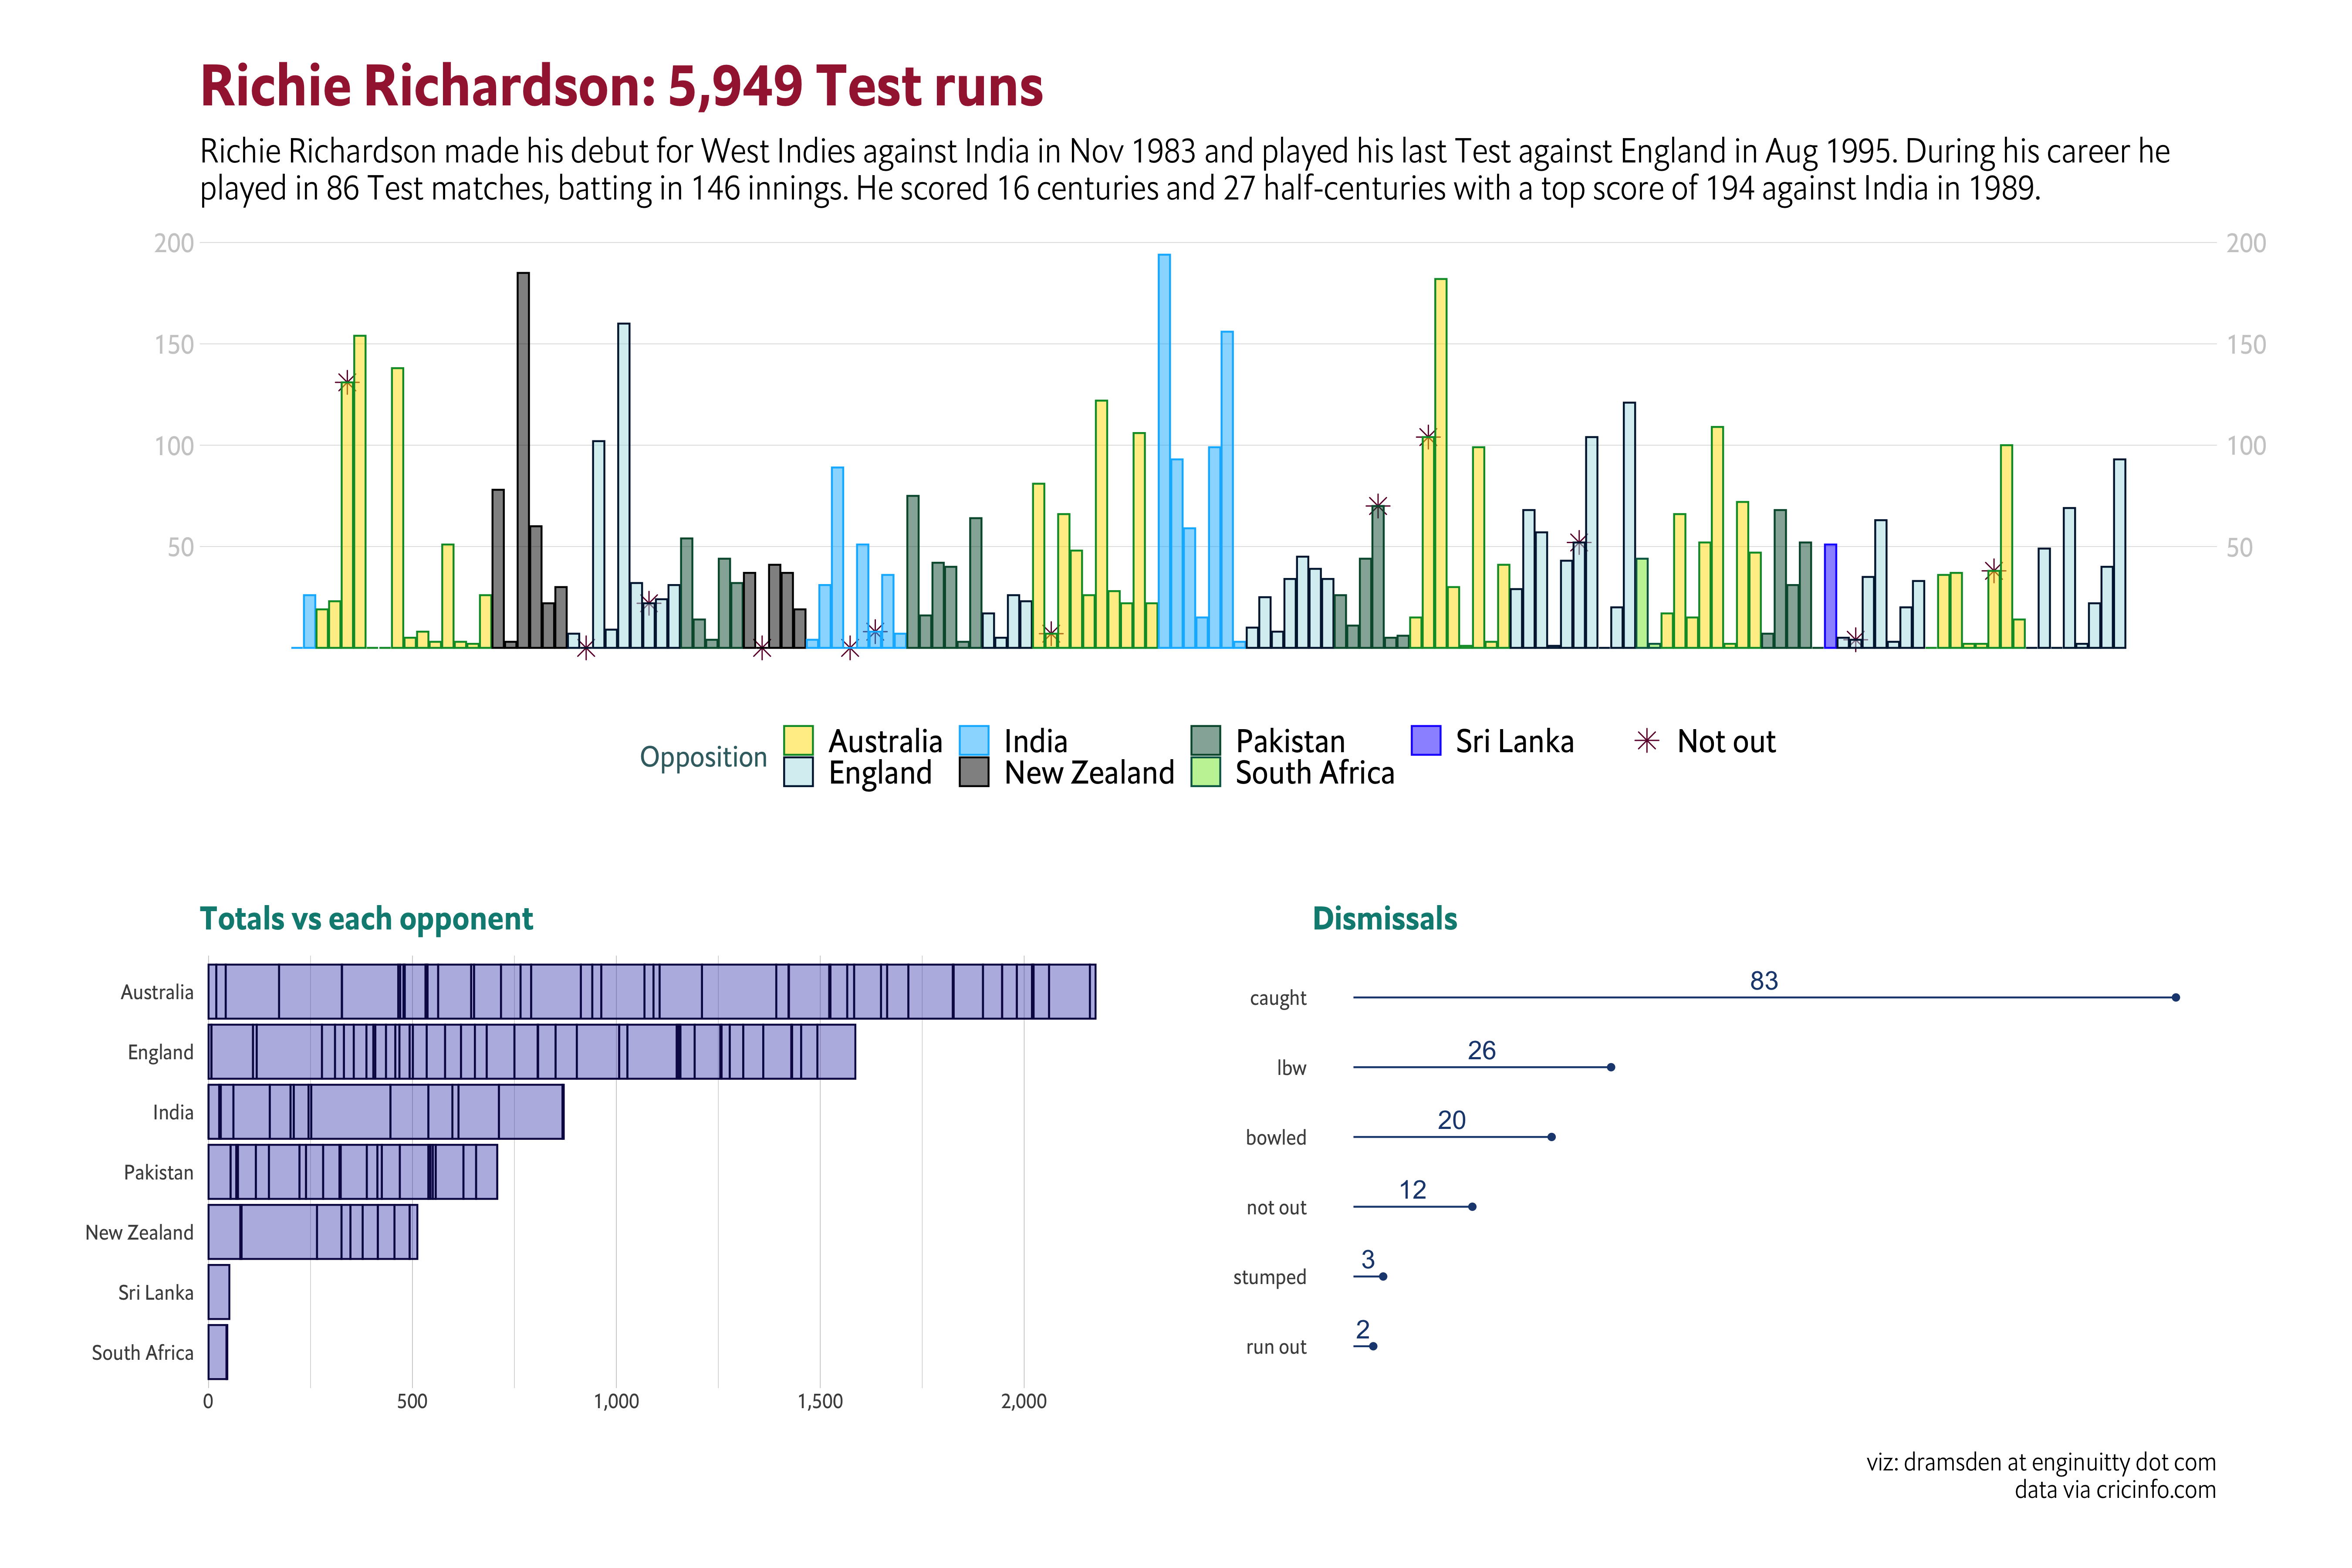 Richie Richardson: 5,949 Test runs
Richie Richardson made his debut for West Indies against India in Nov 1983 and played his last Test against England in Aug 1995. During his career he
played in 86 Test matches, batting in 146 innings. He scored 16 centuries and 27 half-centuries with a top score of 194 against India in 1989.
200 200
150 150
100 100
50 50
Opposition
Australia India Pakistan Sri Lanka Not out
England New Zealand South Africa
Totals vs each opponent
Australia
England
India
Pakistan
New Zealand
Sri Lanka
South Africa
0 500 1,000 1,500 2,000
Dismissals
caught 83
lbw 26
bowled 20
not out 12
stumped 3
run out 2
viz: dramsden at enginuitty dot com
data via cricinfo.com